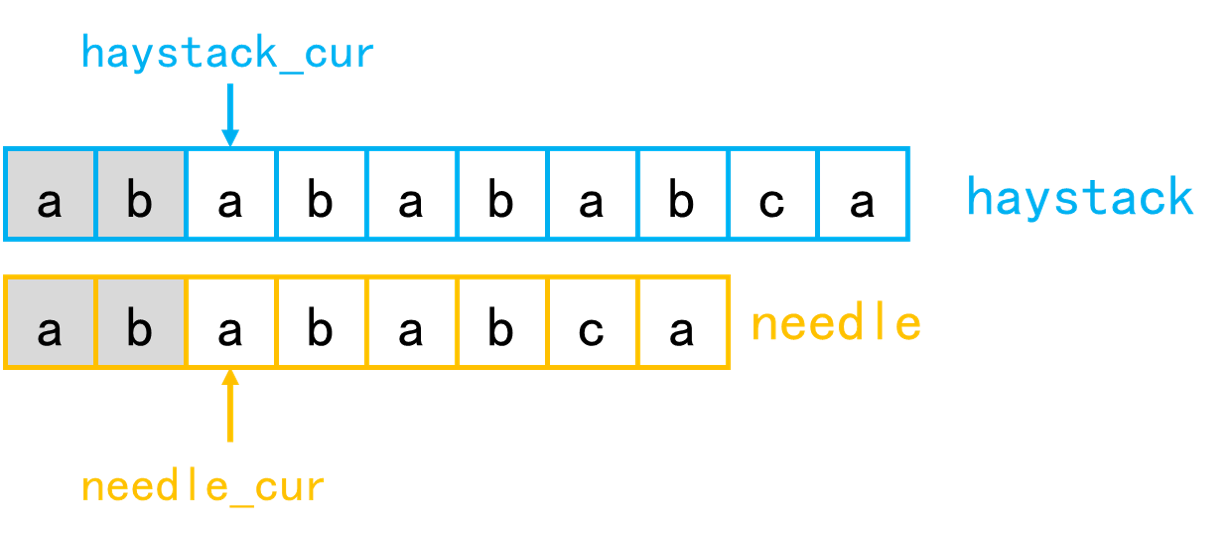 haystack_cur
a b a b a b a b c a haystack
a b a b a b c a needle
needle_cur